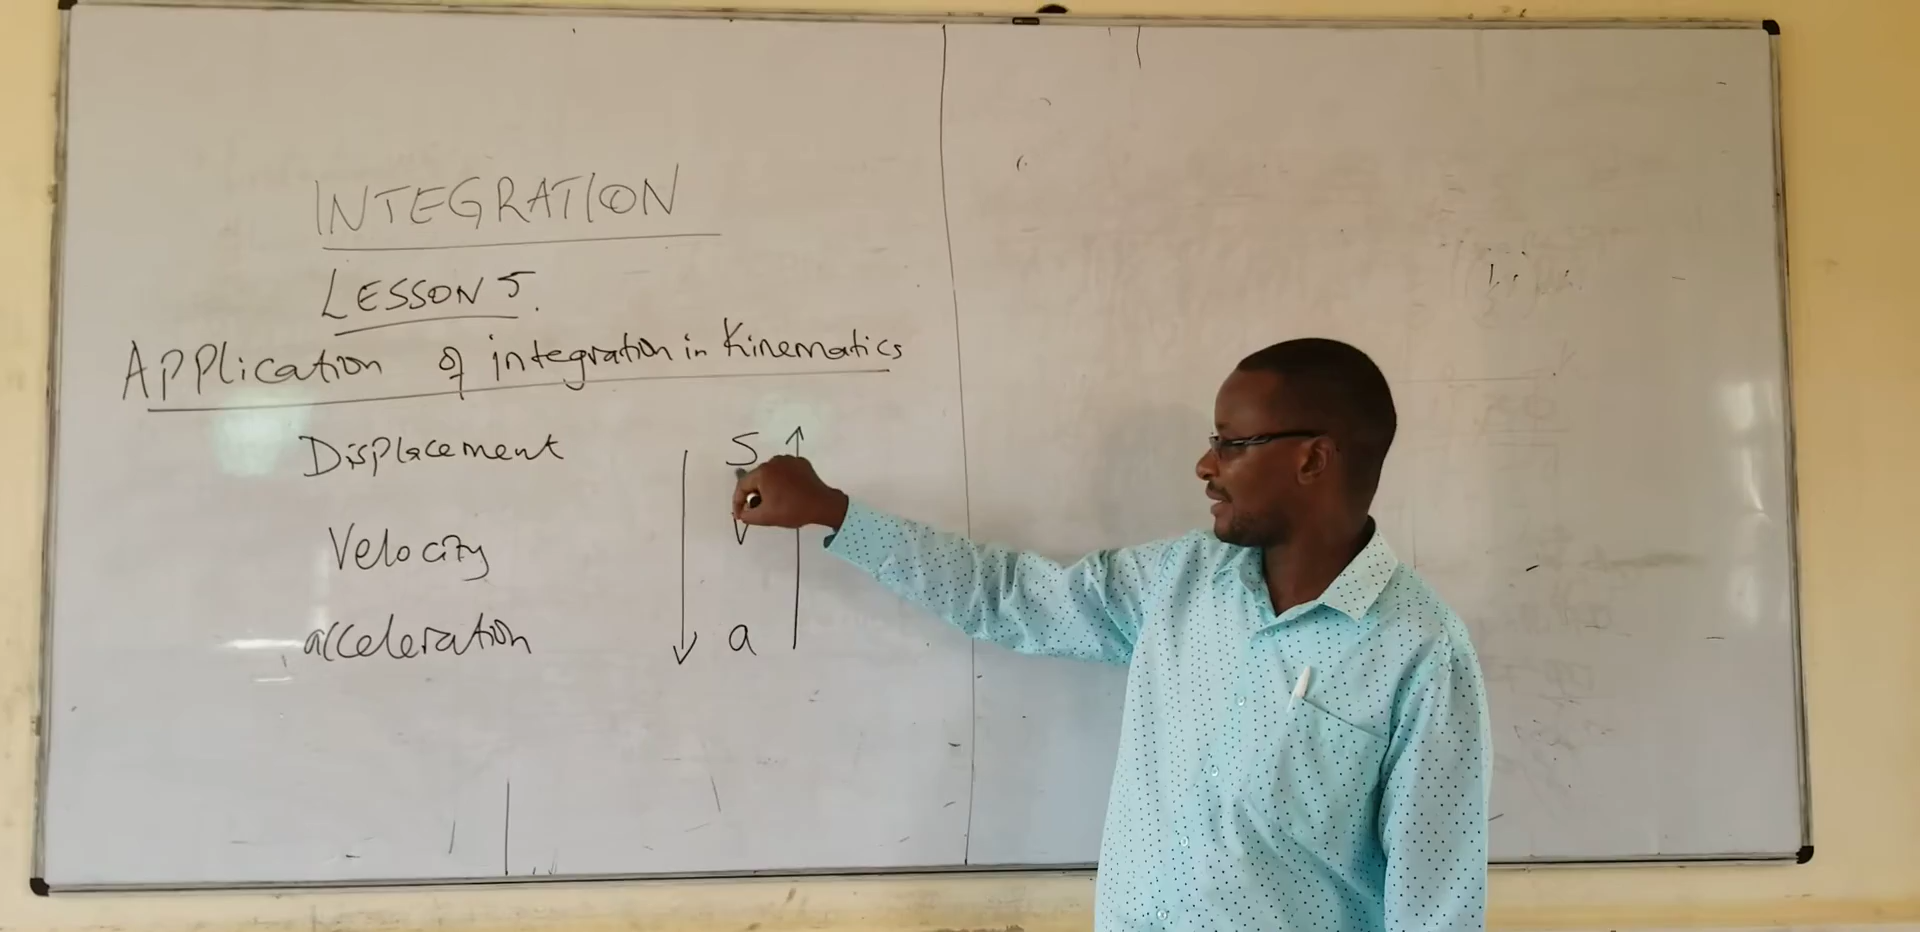 INTEGRATION
LESSON 5.
Application of integration in Kinematics
Displacement S
Velocity V
acceleration a